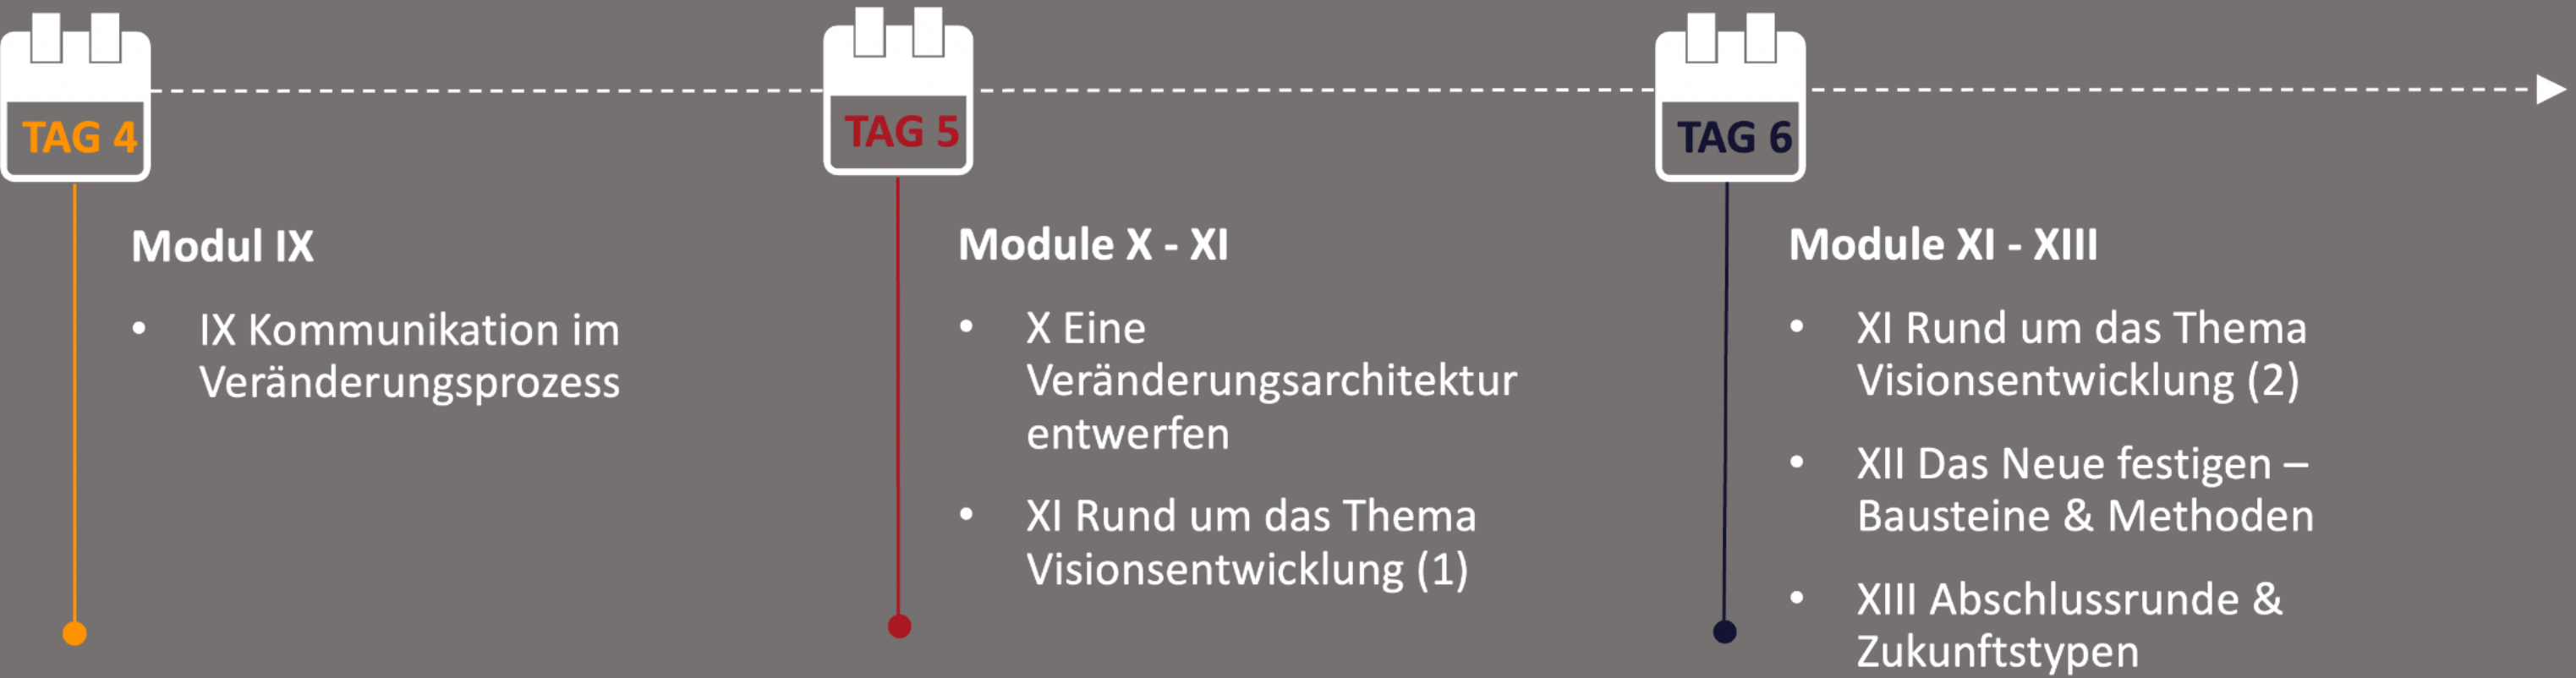 TAG 4
Modul IX
• IX Kommunikation im
Veränderungsprozess
TAG 5
Module X - XI
• X Eine
Veränderungsarchitektur
entwerfen
• XI Rund um das Thema
Visionsentwicklung (1)
TAG 6
Module XI - XIII
• XI Rund um das Thema
Visionsentwicklung (2)
• XII Das Neue festigen –
Bausteine & Methoden
• XIII Abschlussrunde &
Zukunftstypen